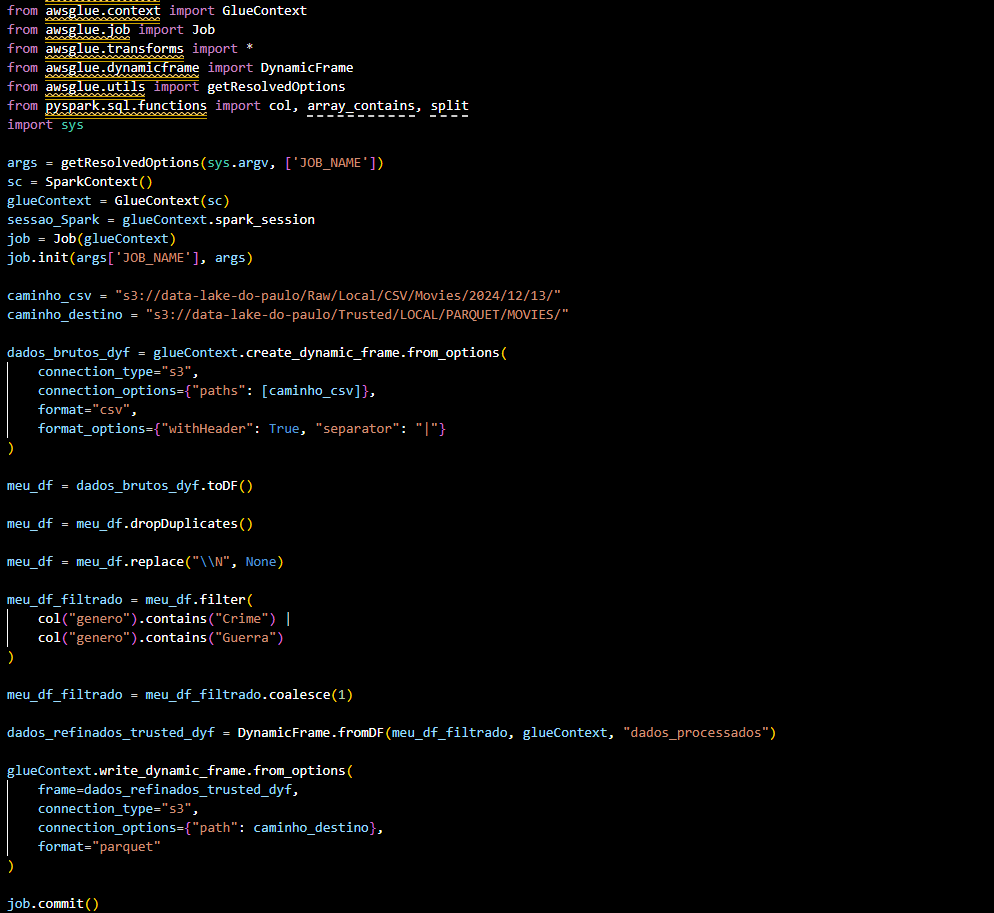 from awsglue.context import GlueContext
from awsglue.job import Job
from awsglue.transforms import *
from awsglue.dynamicframe import DynamicFrame
from awsglue.utils import getResolvedOptions
from pyspark.sql.functions import col, array_contains, split
import sys

args = getResolvedOptions(sys.argv, ['JOB_NAME'])
sc = SparkContext()
glueContext = GlueContext(sc)
sessao_Spark = glueContext.spark_session
job = Job(glueContext)
job.init(args['JOB_NAME'], args)

caminho_csv = "s3://data-lake-do-paulo/Raw/Local/CSV/Movies/2024/12/13/"
caminho_destino = "s3://data-lake-do-paulo/Trusted/LOCAL/PARQUET/MOVIES/"

dados_brutos_dyf = glueContext.create_dynamic_frame.from_options(
    connection_type="s3",
    connection_options={"paths": [caminho_csv]},
    format="csv",
    format_options={"withHeader": True, "separator": "|"}
)

meu_df = dados_brutos_dyf.toDF()

meu_df = meu_df.dropDuplicates()

meu_df = meu_df.replace("\\N", None)

meu_df_filtrado = meu_df.filter(
    col("genero").contains("Crime") |
    col("genero").contains("Guerra")
)

meu_df_filtrado = meu_df_filtrado.coalesce(1)

dados_refinados_trusted_dyf = DynamicFrame.fromDF(meu_df_filtrado, glueContext, "dados_processados")

glueContext.write_dynamic_frame.from_options(
    frame=dados_refinados_trusted_dyf,
    connection_type="s3",
    connection_options={"path": caminho_destino},
    format="parquet"
)

job.commit()